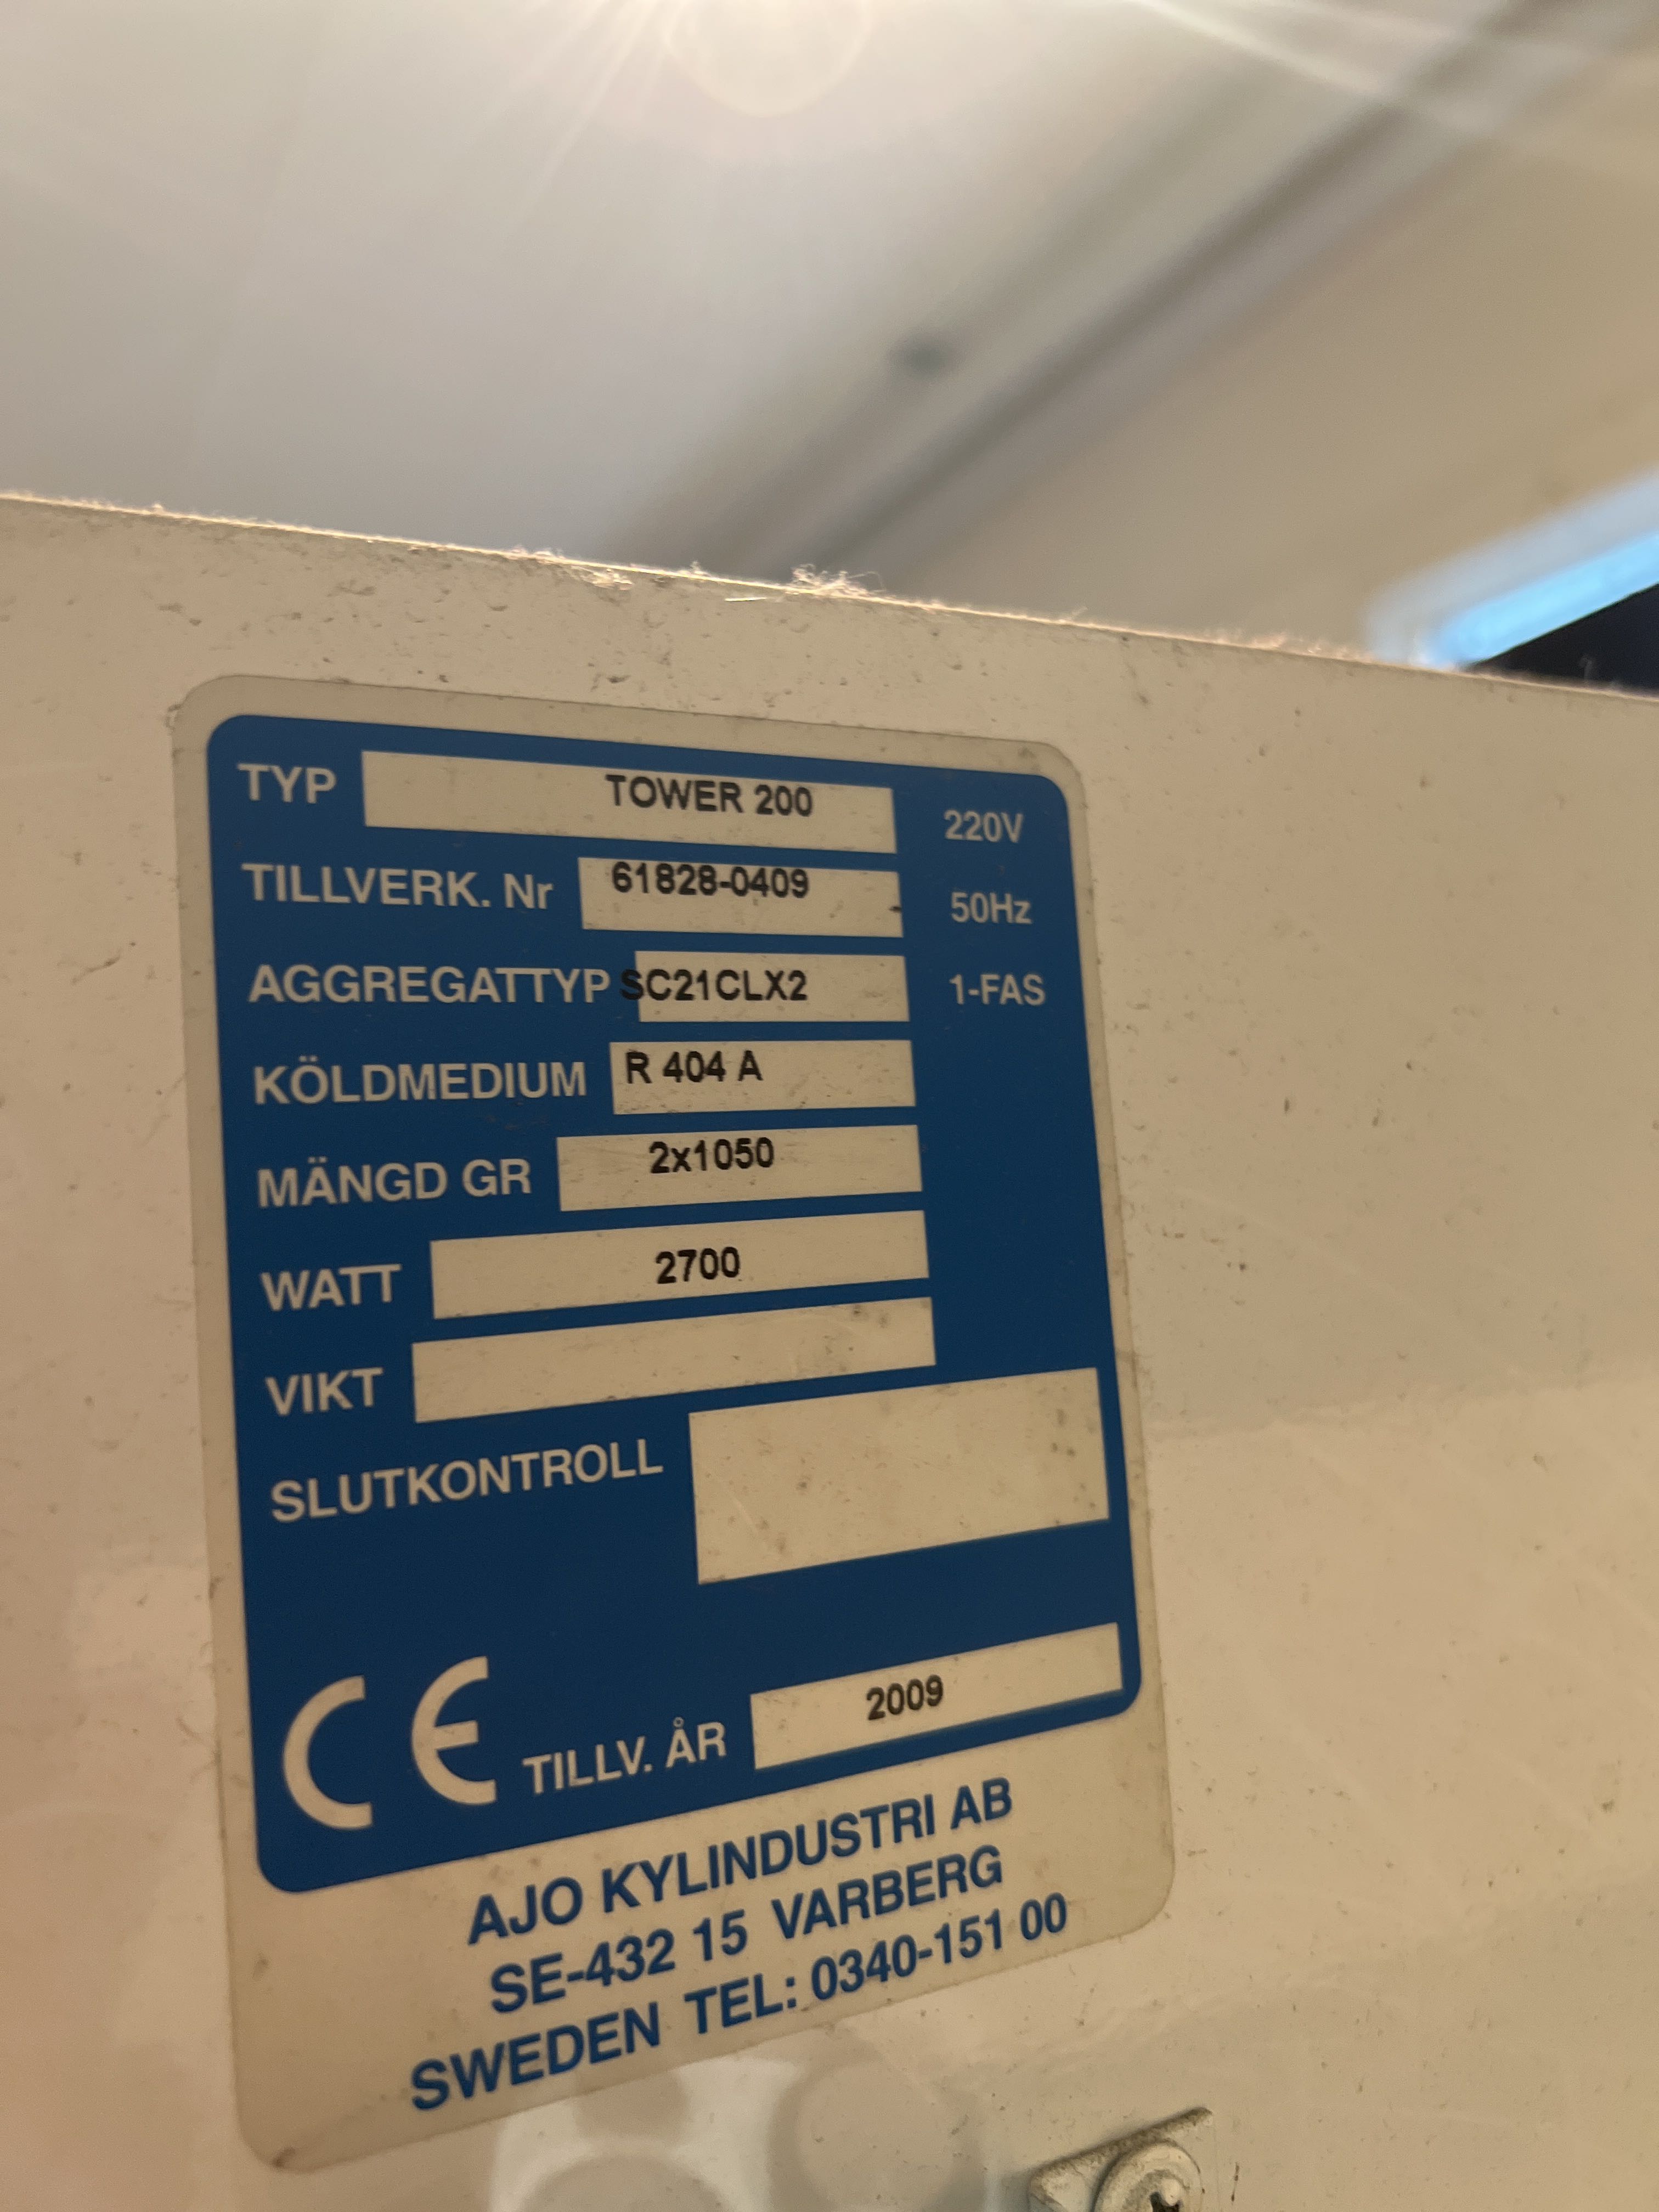 TYP TOWER 200 220V
TILLVERK. Nr 61828-0409 50Hz
AGGREGATTYP SC21CLX2 1-FAS
KÖLDMEDIUM R 404 A
MÄNGD GR 2x1050
WATT 2700
VIKT
SLUTKONTROLL
CE TILLV. ÅR 2009
AJO KYLINDUSTRI AB
SE-432 15 VARBERG
SWEDEN TEL: 0340-151 00